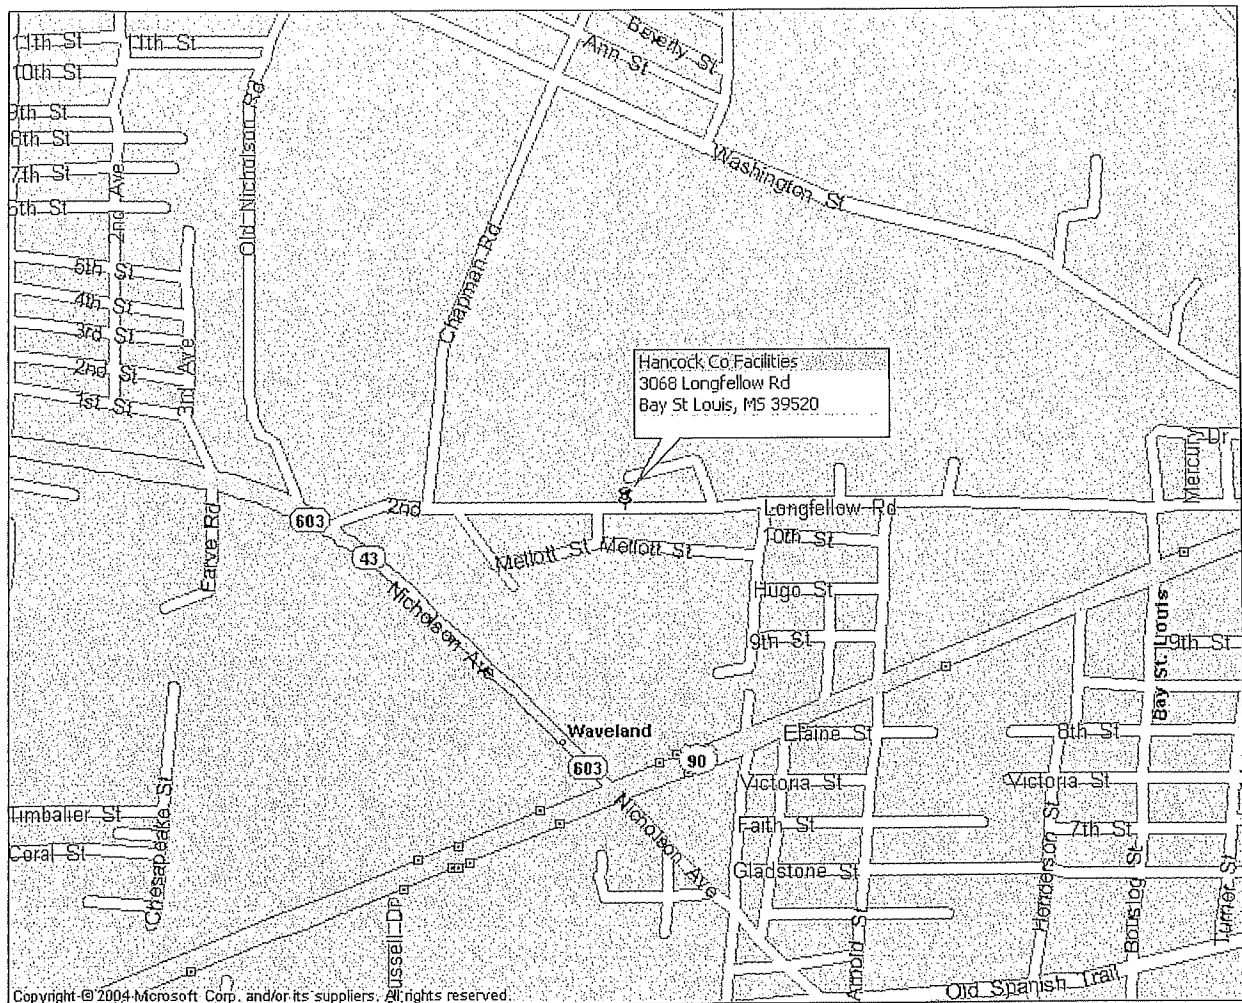 Beverly St
Ann St
11th St
11th St
10th St
9th St
8th St
7th St
2nd Ave
Old Nicholson Rd
Washington St
5th St
4th St
3rd St
2nd St
1st St
3rd Ave
Chapman Rd
Hancock Co Facilities
3068 Longfellow Rd
Bay St Louis, MS 39520
Mercury Dr
603
2nd
Longfellow Rd
10th St
43
Earve Rd
Mellott St
Mellott St
Hugo St
Nicholson Ave
9th St
9th St
Bay St. Louis
Waveland
603
90
Elaine St
8th St
Victoria St
Victoria St
Timbalier St
Coral St
Chesapeake St
Nicholson Ave
Faith St
7th St
Gladstone St
Henderson St
Bouslog St
Turner St
Russell Dr
Arnold St
Old Spanish Trail
Copyright © 2004 Microsoft Corp. and/or its suppliers. All rights reserved.